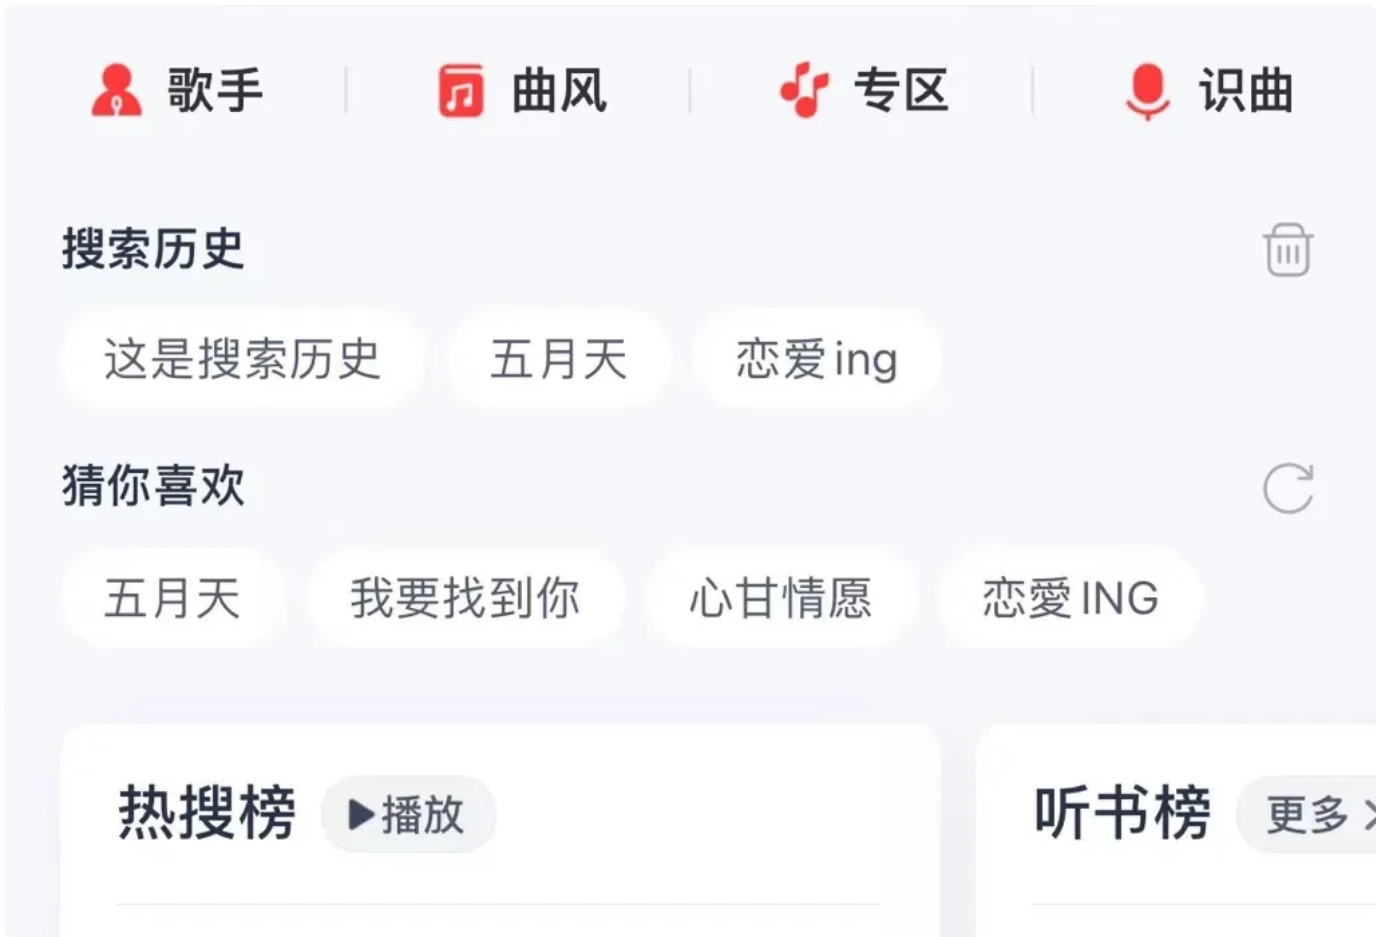 歌手 曲风 专区 识曲
搜索历史
这是搜索历史 五月天 恋爱ing
猜你喜欢
五月天 我要找到你 心甘情愿 恋愛ING
热搜榜 播放 听书榜 更多